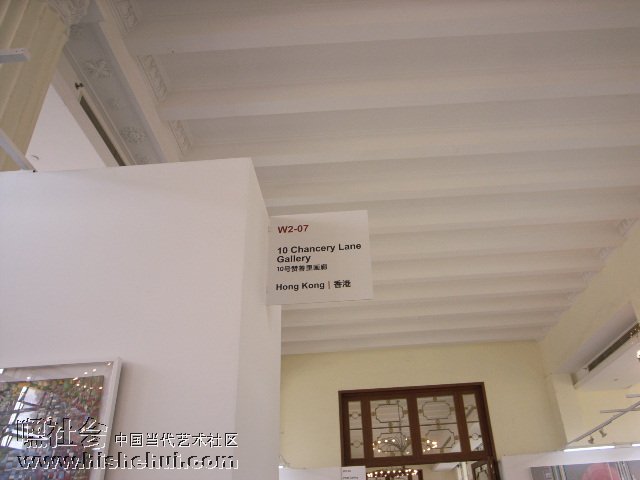 W2-07
10 Chancery Lane
Gallery
10号赞善里画廊
Hong Kong | 香港
嘿社会 中国当代艺术社区
www.hishehui.com